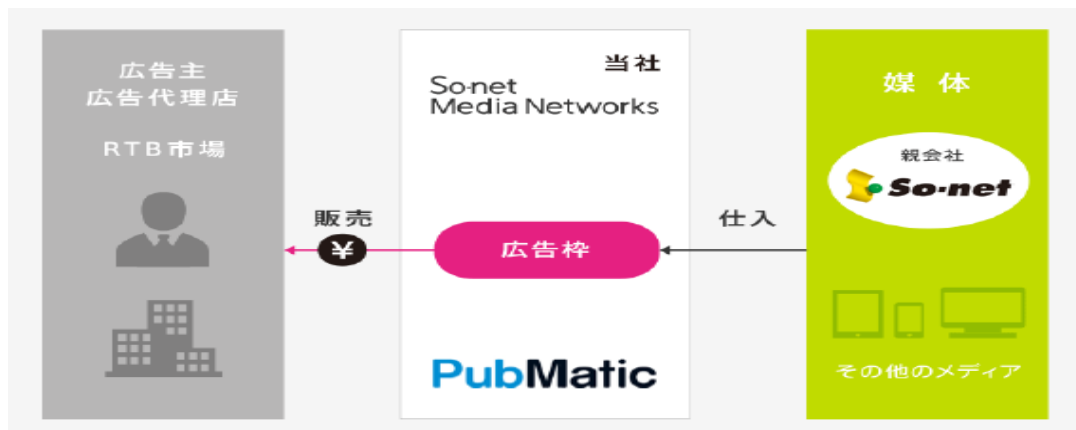 広告主
広告代理店
RTB市場
販売
¥
当社
So-net
Media Networks
広告枠
PubMatic
仕入
媒体
親会社
So-net
その他のメディア